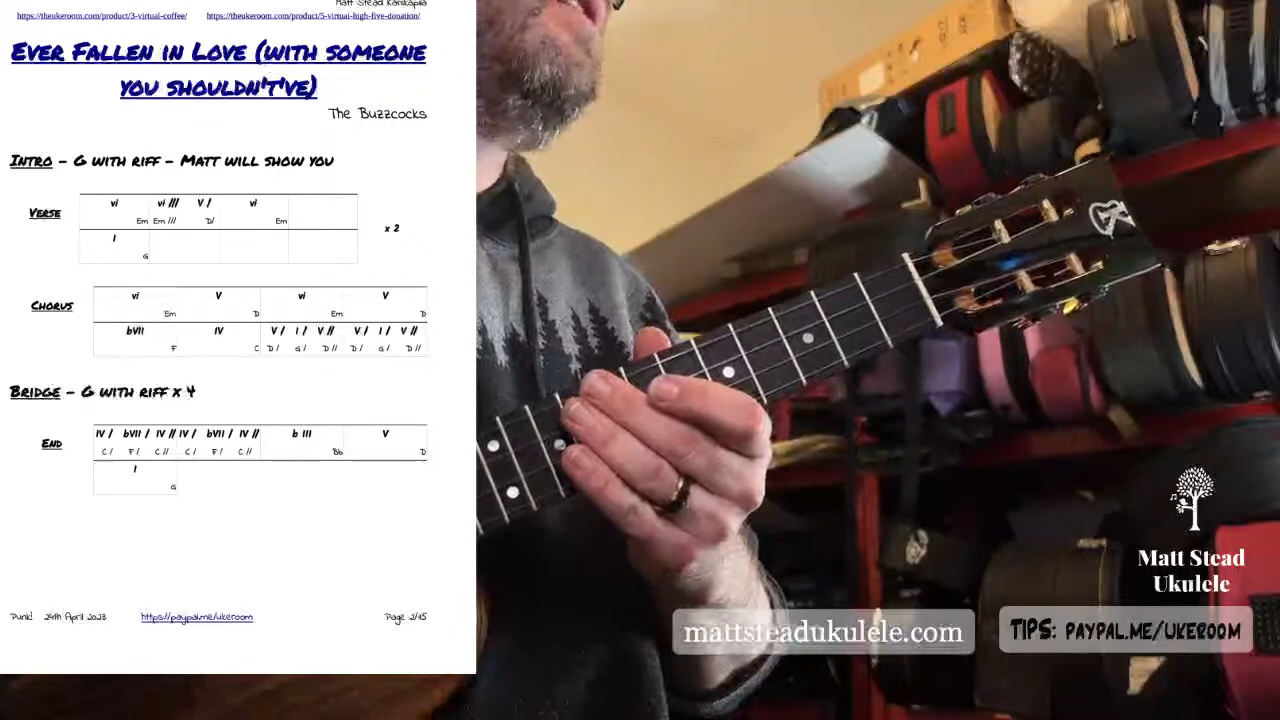 Matt Stead Kanikapila
https://theukeroom.com/product/3-virtual-coffee/ https://theukeroom.com/product/5-virtual-high-five-donation/
Ever Fallen in Love (with someone
you shouldn't've)
The Buzzcocks
Intro – G with riff – Matt will show you
Verse
vi vi /// V / vi
Em Em /// D/ Em
I
G
x 2
Chorus
vi V vi V
Em D Em D
bVII IV V / I / V // V / I / V //
F C D / G / D // D / G / D //
Bridge – G with riff x 4
End
IV / bVII / IV // IV / bVII / IV // b III V
C / F / C // C / F / C // Bb D
I
G
Punk! 24th April 2023 https://paypal.me/ukeroom Page 2/15
Matt Stead
Ukulele
mattsteadukulele.com
TIPS: PAYPAL.ME/UKEROOM